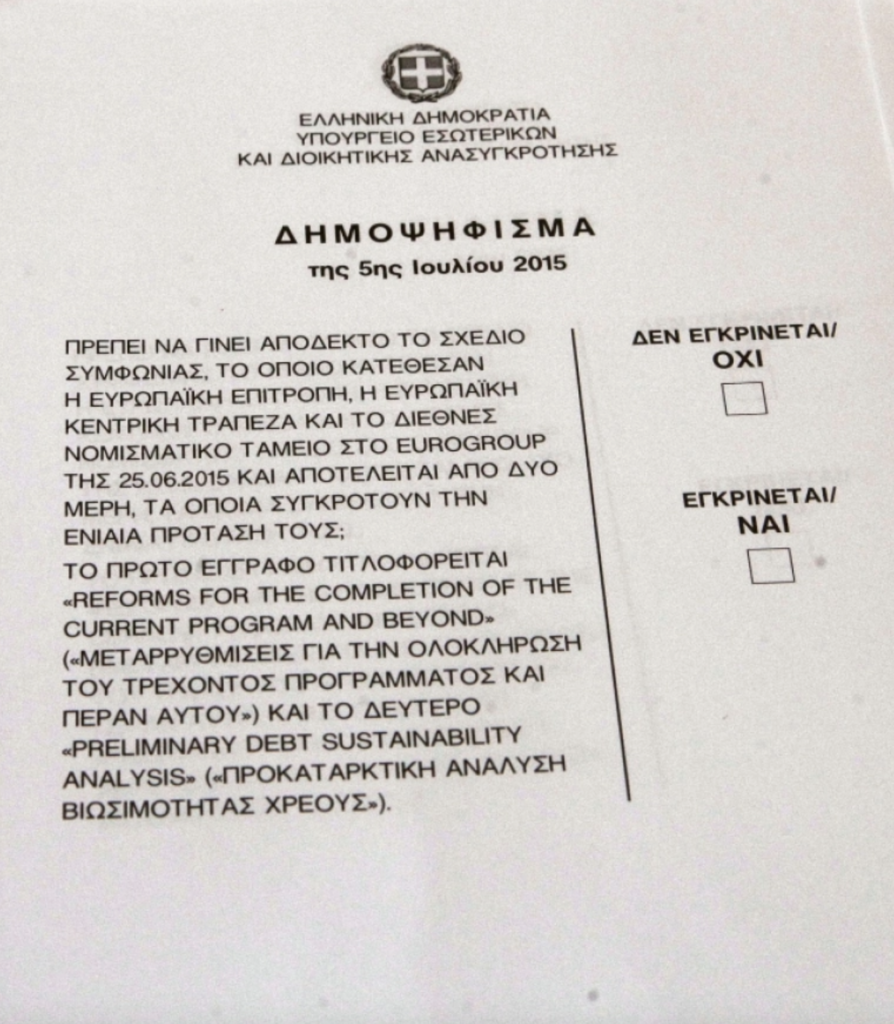 ΕΛΛΗΝΙΚΗ ΔΗΜΟΚΡΑΤΙΑ
ΥΠΟΥΡΓΕΙΟ ΕΣΩΤΕΡΙΚΩΝ
ΚΑΙ ΔΙΟΙΚΗΤΙΚΗΣ ΑΝΑΣΥΓΚΡΟΤΗΣΗΣ
ΔΗΜΟΨΗΦΙΣΜΑ
της 5ης Ιουλίου 2015
ΠΡΕΠΕΙ ΝΑ ΓΙΝΕΙ ΑΠΟΔΕΚΤΟ ΤΟ ΣΧΕΔΙΟ
ΣΥΜΦΩΝΙΑΣ, ΤΟ ΟΠΟΙΟ ΚΑΤΕΘΕΣΑΝ
Η ΕΥΡΩΠΑΪΚΗ ΕΠΙΤΡΟΠΗ, Η ΕΥΡΩΠΑΪΚΗ
ΚΕΝΤΡΙΚΗ ΤΡΑΠΕΖΑ ΚΑΙ ΤΟ ΔΙΕΘΝΕΣ
ΝΟΜΙΣΜΑΤΙΚΟ ΤΑΜΕΙΟ ΣΤΟ EUROGROUP
ΤΗΣ 25.06.2015 ΚΑΙ ΑΠΟΤΕΛΕΙΤΑΙ ΑΠΟ ΔΥΟ
ΜΕΡΗ, ΤΑ ΟΠΟΙΑ ΣΥΓΚΡΟΤΟΥΝ ΤΗΝ
ΕΝΙΑΙΑ ΠΡΟΤΑΣΗ ΤΟΥΣ;
ΤΟ ΠΡΩΤΟ ΕΓΓΡΑΦΟ ΤΙΤΛΟΦΟΡΕΙΤΑΙ
«REFORMS FOR THE COMPLETION OF THE
CURRENT PROGRAM AND BEYOND»
(«ΜΕΤΑΡΡΥΘΜΙΣΕΙΣ ΓΙΑ ΤΗΝ ΟΛΟΚΛΗΡΩΣΗ
ΤΟΥ ΤΡΕΧΟΝΤΟΣ ΠΡΟΓΡΑΜΜΑΤΟΣ ΚΑΙ
ΠΕΡΑΝ ΑΥΤΟΥ») ΚΑΙ ΤΟ ΔΕΥΤΕΡΟ
«PRELIMINARY DEBT SUSTAINABILITY
ANALYSIS» («ΠΡΟΚΑΤΑΡΚΤΙΚΗ ΑΝΑΛΥΣΗ
ΒΙΩΣΙΜΟΤΗΤΑΣ ΧΡΕΟΥΣ»).
ΔΕΝ ΕΓΚΡΙΝΕΤΑΙ/
ΟΧΙ
ΕΓΚΡΙΝΕΤΑΙ/
ΝΑΙ